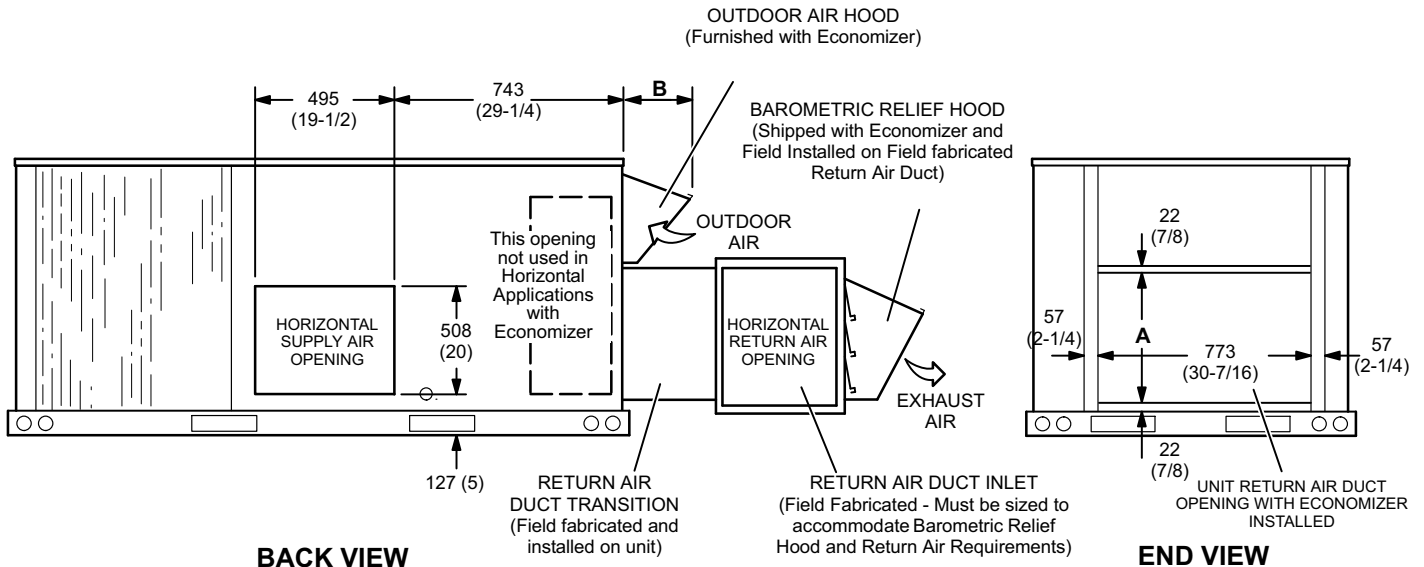 OUTDOOR AIR HOOD
(Furnished with Economizer)
495
(19-1/2)
743
(29-1/4)
B
BAROMETRIC RELIEF HOOD
(Shipped with Economizer and
Field Installed on Field fabricated
Return Air Duct)
OUTDOOR
AIR
This opening
not used in
Horizontal
Applications
with
Economizer
HORIZONTAL
SUPPLY AIR
OPENING
508
(20)
HORIZONTAL
RETURN AIR
OPENING
EXHAUST
AIR
127 (5)
RETURN AIR
DUCT TRANSITION
(Field fabricated and
installed on unit)
RETURN AIR DUCT INLET
(Field Fabricated - Must be sized to
accommodate Barometric Relief
Hood and Return Air Requirements)
BACK VIEW
22
(7/8)
57
(2-1/4)
A
773
(30-7/16)
57
(2-1/4)
22
(7/8)
UNIT RETURN AIR DUCT
OPENING WITH ECONOMIZER
INSTALLED
END VIEW